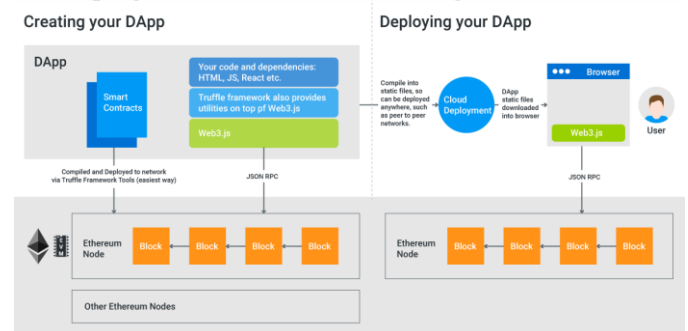 Creating your DApp
Deploying your DApp
DApp
Smart
Contracts
Your code and dependencies:
HTML, JS, React etc.
Truffle framework also provides
utilities on top pf Web3.js
Web3.js
Compile into
static files, so
can be deployed
anywhere, such
as peer to peer
networks.
Cloud
Deployment
DApp
static files
downloaded
into browser
Browser
Web3.js
User
Compiled and Deployed to network
via Truffle Framework Tools (easiest way)
JSON RPC
JSON RPC
Ethereum
Node
Block
Block
Block
Block
Ethereum
Node
Block
Block
Block
Block
Other Ethereum Nodes